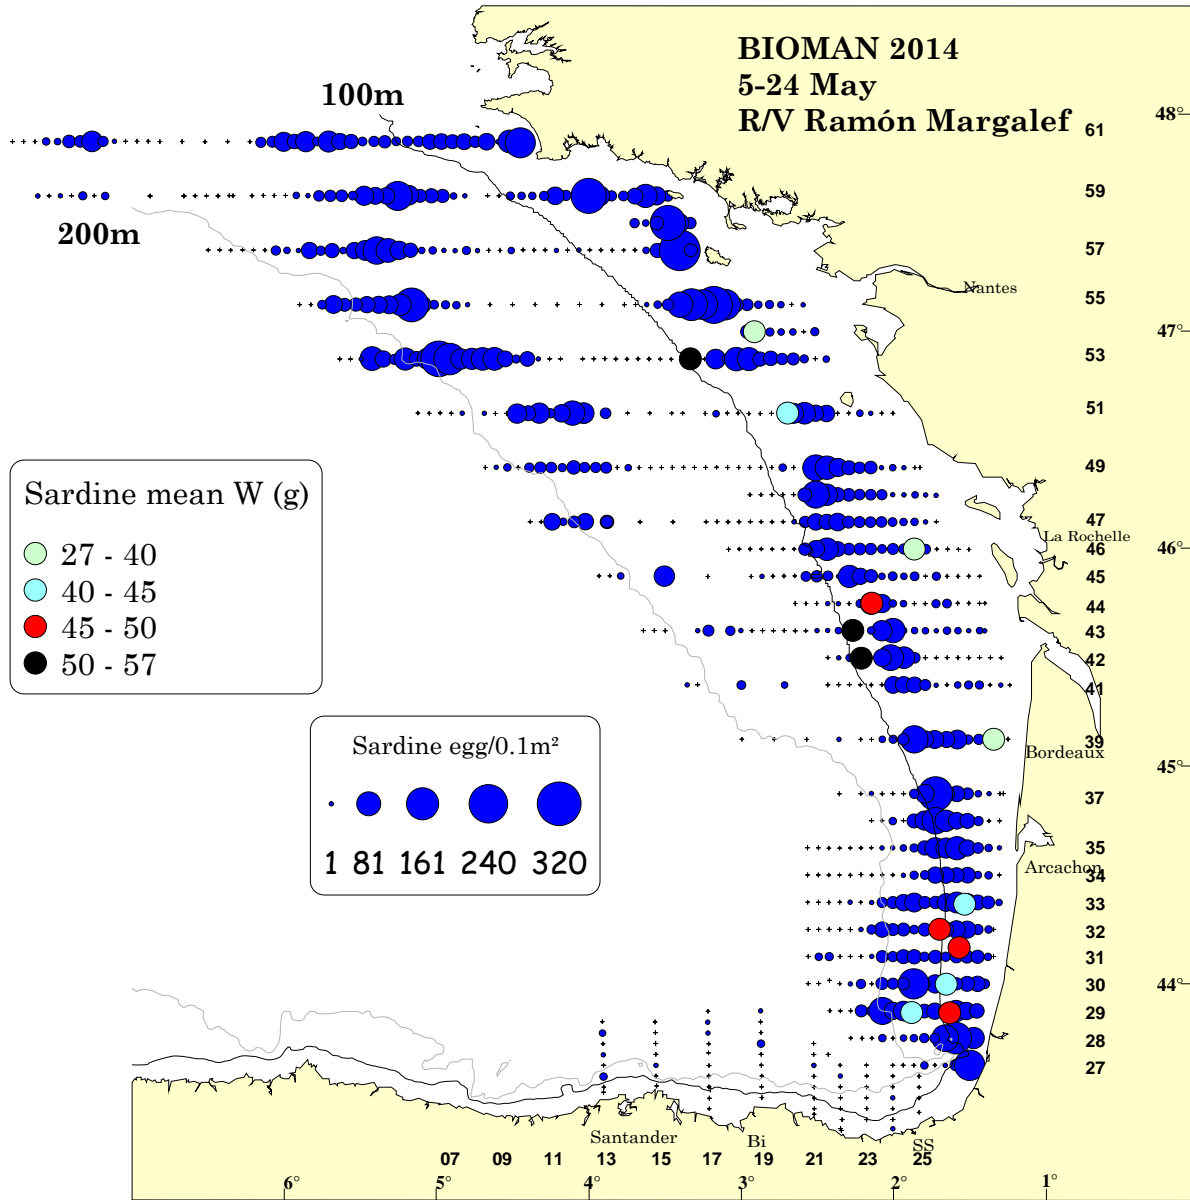 BIOMAN 2014
5-24 May
R/V Ramón Margalef
100m
200m
61
59
57
55
53
51
49
47
46
45
44
43
42
41
39
37
35
34
33
32
31
30
29
28
27
48°
47°
46°
45°
44°
Nantes
La Rochelle
Bordeaux
Arcachon
Sardine mean W (g)
27 - 40
40 - 45
45 - 50
50 - 57
Sardine egg/0.1m²
1 81 161 240 320
Santander Bi SS
07 09 11 13 15 17 19 21 23 25
6° 5° 4° 3° 2° 1°